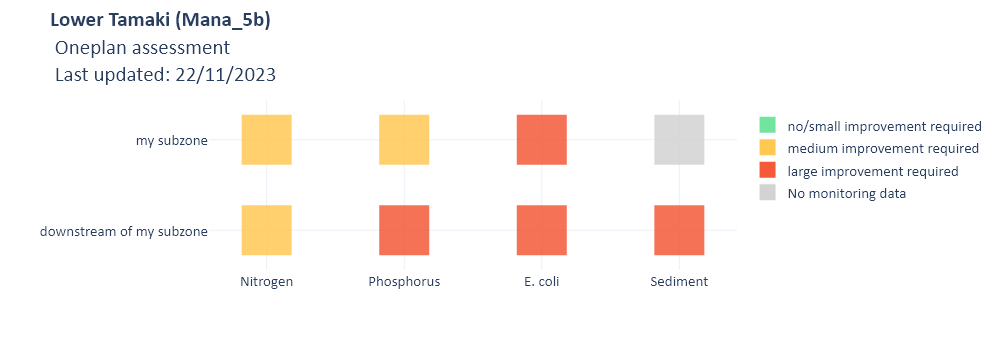 Lower Tamaki (Mana_5b)
Oneplan assessment
Last updated: 22/11/2023
my subzone
downstream of my subzone
Nitrogen
Phosphorus
E. coli
Sediment
no/small improvement required
medium improvement required
large improvement required
No monitoring data